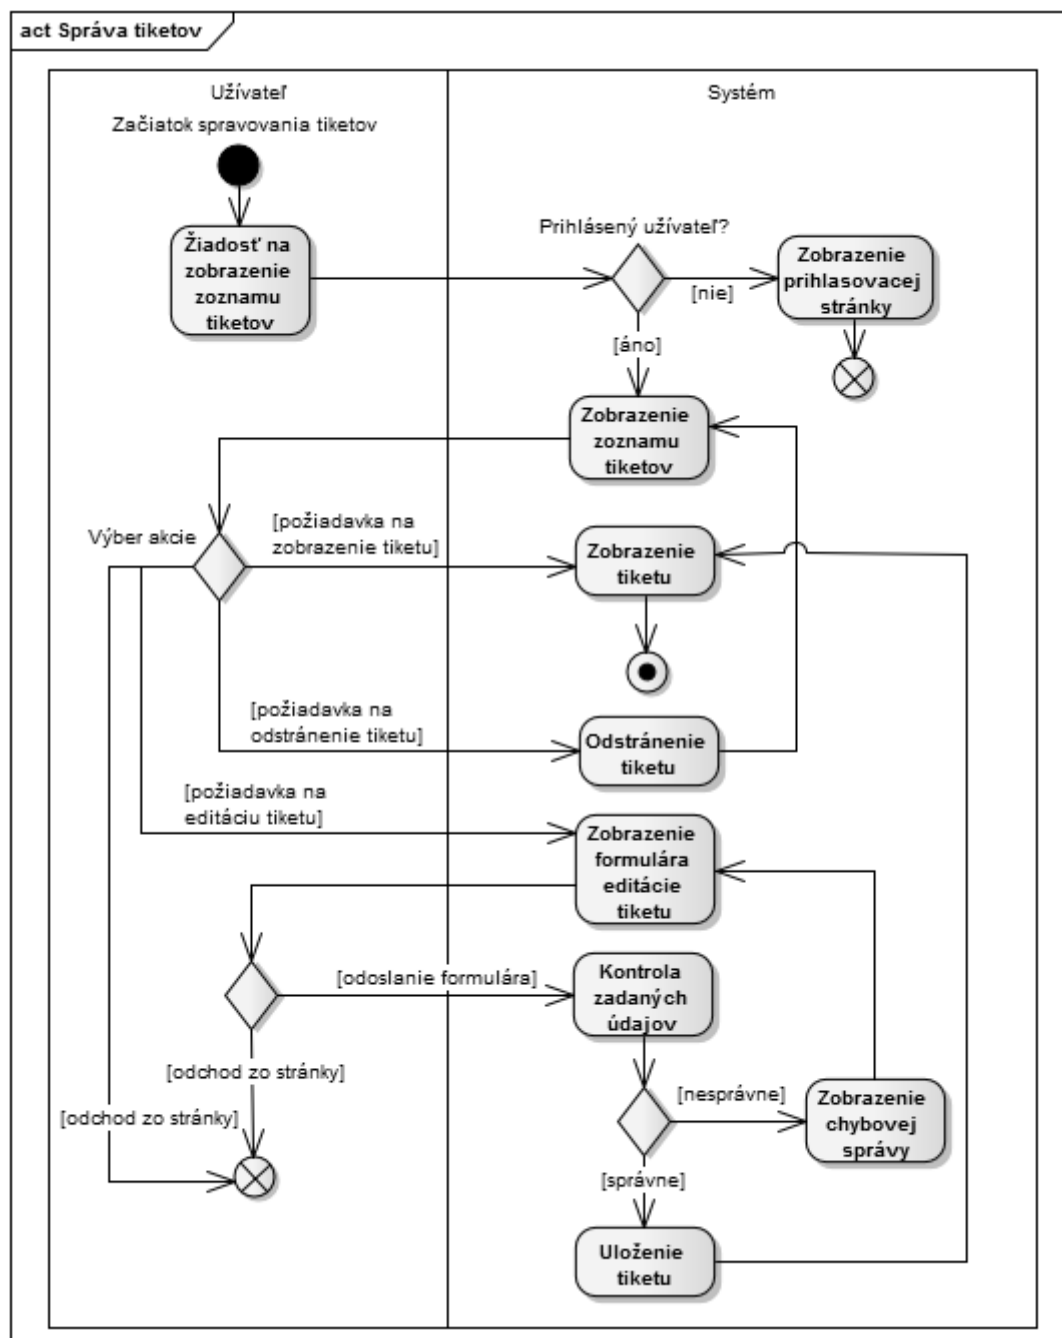 act Správa tiketov
Užívateľ
Systém
Začiatok spravovania tiketov
Žiadosť na
zobrazenie
zoznamu
tiketov
Prihlásený užívateľ?
[nie]
Zobrazenie
prihlasovacej
stránky
[áno]
Zobrazenie
zoznamu
tiketov
Výber akcie
[požiadavka na
zobrazenie tiketu]
Zobrazenie
tiketu
[požiadavka na
odstránenie tiketu]
Odstránenie
tiketu
[požiadavka na
editáciu tiketu]
Zobrazenie
formulára
editácie
tiketu
[odoslanie formulára]
Kontrola
zadaných
údajov
[odchod zo stránky]
[nesprávne]
Zobrazenie
chybovej
správy
[odchod zo stránky]
[správne]
Uloženie
tiketu